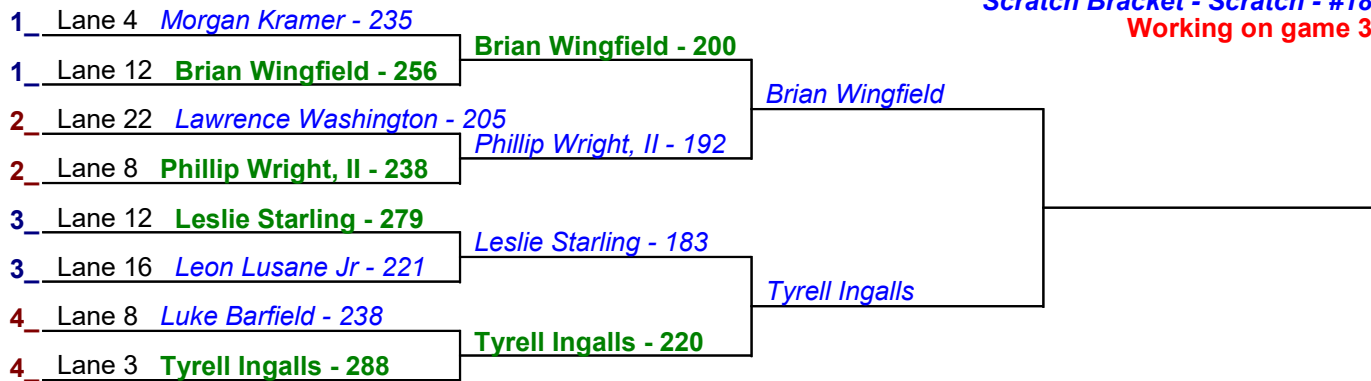 Scratch Bracket - Scratch - #18
Working on game 3
1_ Lane 4 Morgan Kramer - 235
Brian Wingfield - 200
1_ Lane 12 Brian Wingfield - 256
Brian Wingfield
2_ Lane 22 Lawrence Washington - 205
Phillip Wright, II - 192
2_ Lane 8 Phillip Wright, II - 238
3_ Lane 12 Leslie Starling - 279
Leslie Starling - 183
3_ Lane 16 Leon Lusane Jr - 221
Tyrell Ingalls
4_ Lane 8 Luke Barfield - 238
Tyrell Ingalls - 220
4_ Lane 3 Tyrell Ingalls - 288